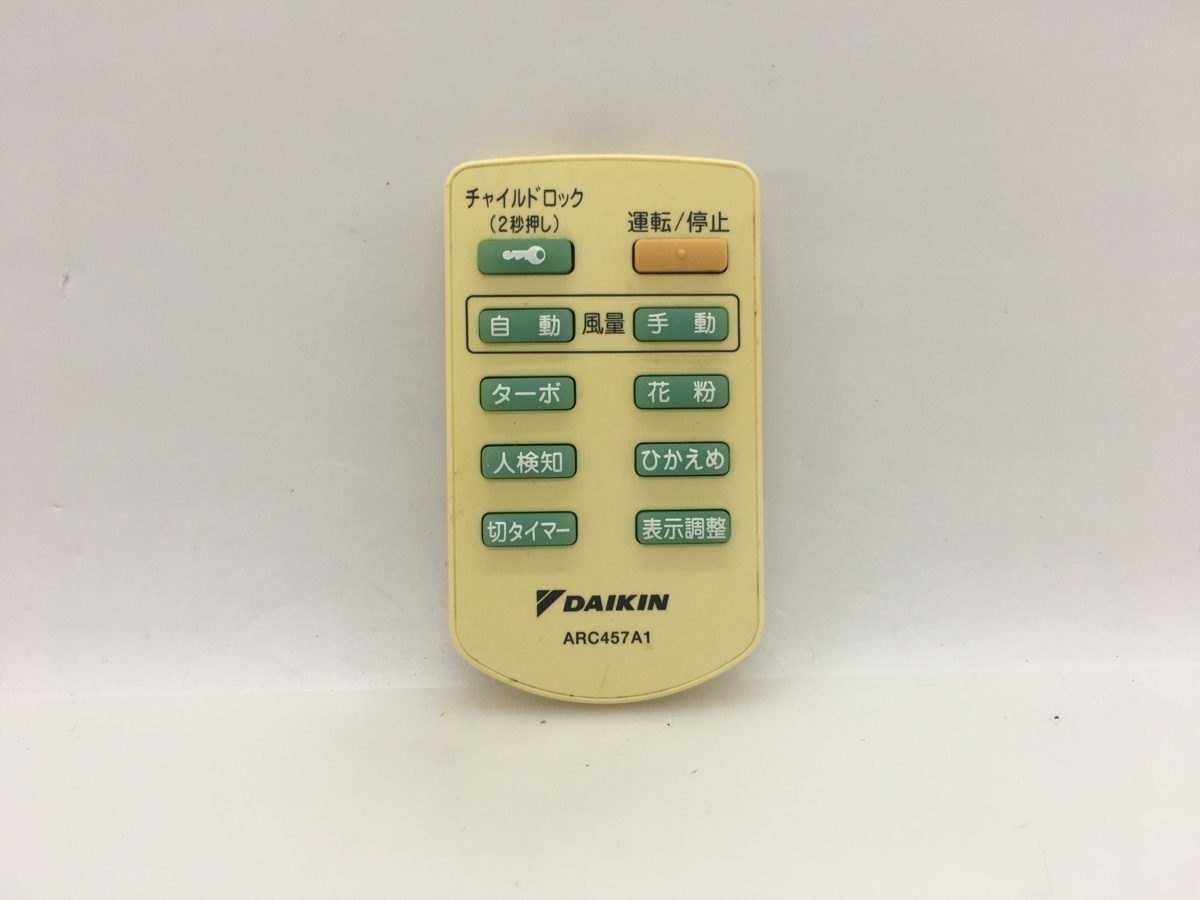 チャイルドロック
(2秒押し)
運転/停止
自動 風量 手動
ターボ 花粉
人検知 ひかえめ
切タイマー 表示調整
DAIKIN
ARC457A1